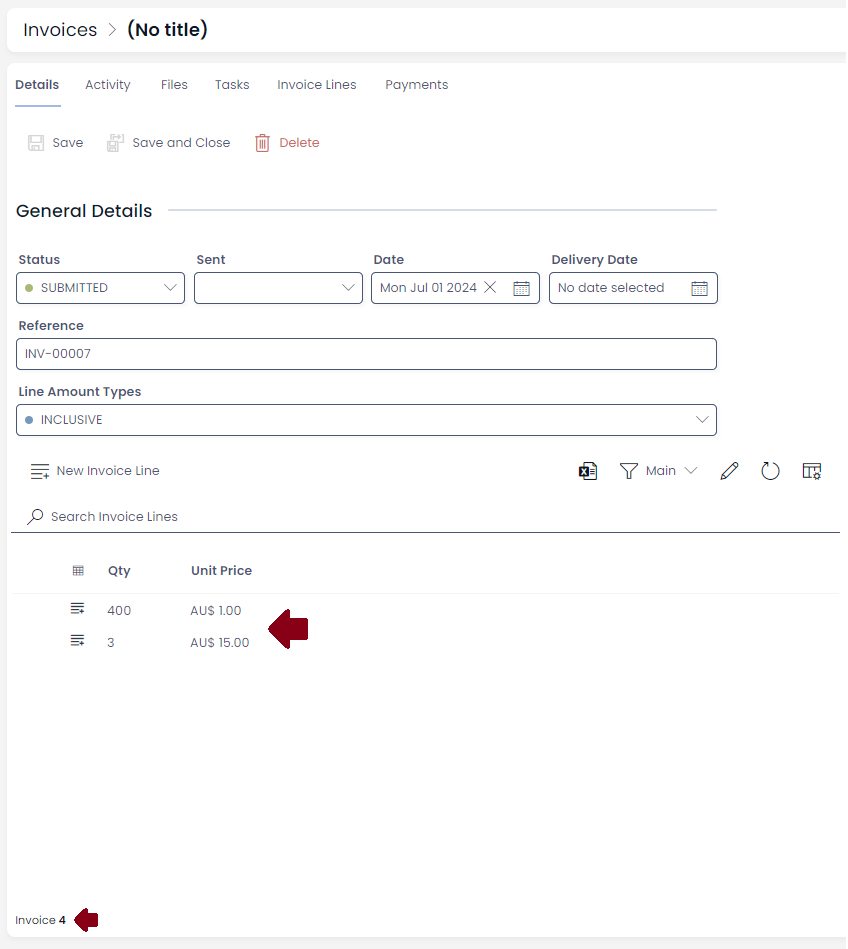 Invoices > (No title)
Details Activity Files Tasks Invoice Lines Payments
Save Save and Close Delete
General Details
Status Sent Date Delivery Date
SUBMITTED Mon Jul 01 2024 No date selected
Reference
INV-00007
Line Amount Types
INCLUSIVE
New Invoice Line Main
Search Invoice Lines
Qty Unit Price
400 AU$ 1.00
3 AU$ 15.00
Invoice 4